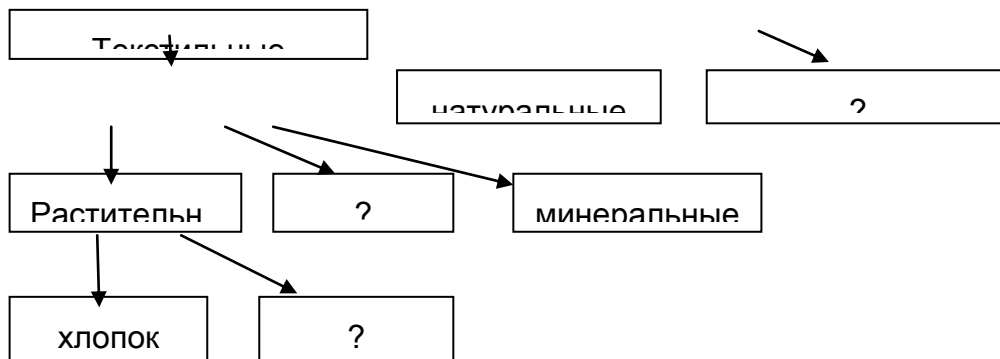 Текстильные
натуральные
?
Растительн
?
минеральные
хлопок
?